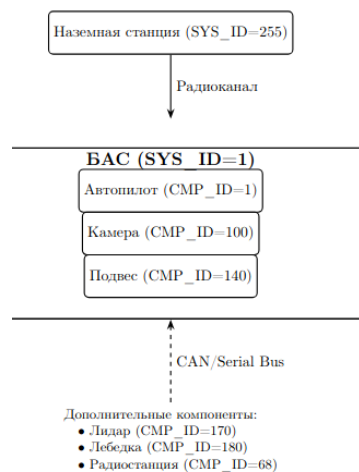 Наземная станция (SYS_ID=255)
Радиоканал
БАС (SYS_ID=1)
Автопилот (CMP_ID=1)
Камера (CMP_ID=100)
Подвес (CMP_ID=140)
CAN/Serial Bus
Дополнительные компоненты:
• Лидар (CMP_ID=170)
• Лебедка (CMP_ID=180)
• Радиостанция (CMP_ID=68)